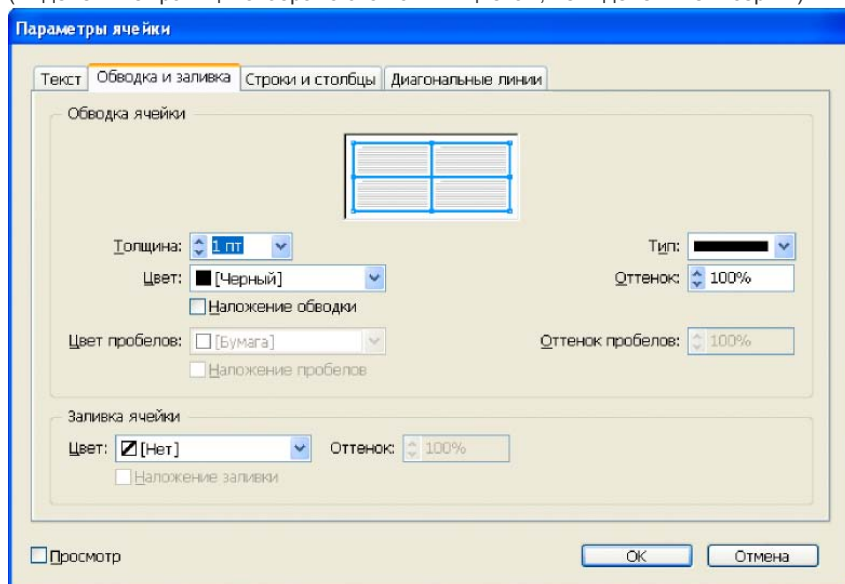 Параметры ячейки
Текст Обводка и заливка Строки и столбцы Диагональные линии
Обводка ячейки
Толщина: 1 пт Тип:
Цвет: [Черный] Оттенок: 100%
Наложение обводки
Цвет пробелов: [Бумага] Оттенок пробелов: 100%
Наложение пробелов
Заливка ячейки
Цвет: [Нет] Оттенок: 100%
Наложение заливки
Просмотр OK Отмена